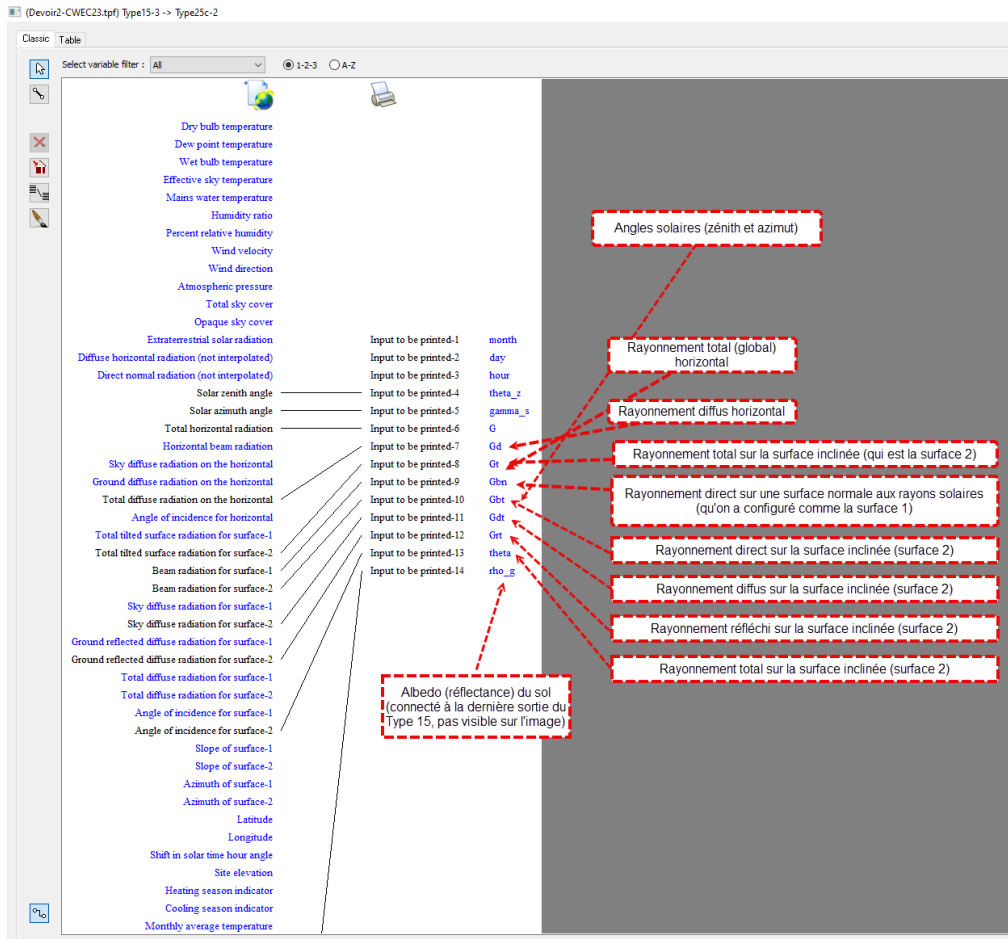 (Devoir2-CWEC23.tpf) Type15-3 -> Type25c-2
Classic
Table
Select variable filter :
All
1-2-3
A-Z
Dry bulb temperature
Dew point temperature
Wet bulb temperature
Effective sky temperature
Mains water temperature
Humidity ratio
Percent relative humidity
Wind velocity
Wind direction
Atmospheric pressure
Total sky cover
Opaque sky cover
Extraterrestrial solar radiation
Diffuse horizontal radiation (not interpolated)
Direct normal radiation (not interpolated)
Solar zenith angle
Solar azimuth angle
Total horizontal radiation
Horizontal beam radiation
Sky diffuse radiation on the horizontal
Ground diffuse radiation on the horizontal
Total diffuse radiation on the horizontal
Angle of incidence for horizontal
Total tilted surface radiation for surface-1
Total tilted surface radiation for surface-2
Beam radiation for surface-1
Beam radiation for surface-2
Sky diffuse radiation for surface-1
Sky diffuse radiation for surface-2
Ground reflected diffuse radiation for surface-1
Ground reflected diffuse radiation for surface-2
Total diffuse radiation for surface-1
Total diffuse radiation for surface-2
Angle of incidence for surface-1
Angle of incidence for surface-2
Slope of surface-1
Slope of surface-2
Azimuth of surface-1
Azimuth of surface-2
Latitude
Longitude
Shift in solar time hour angle
Site elevation
Heating season indicator
Cooling season indicator
Monthly average temperature
Input to be printed-1 month
Input to be printed-2 day
Input to be printed-3 hour
Input to be printed-4 theta_z
Input to be printed-5 gamma_s
Input to be printed-6 G
Input to be printed-7 Gd
Input to be printed-8 Gt
Input to be printed-9 Gbn
Input to be printed-10 Gbt
Input to be printed-11 Gdt
Input to be printed-12 Grt
Input to be printed-13 theta
Input to be printed-14 rho_g
Angles solaires (zénith et azimut)
Rayonnement total (global)
horizontal
Rayonnement diffus horizontal
Rayonnement total sur la surface inclinée (qui est la surface 2)
Rayonnement direct sur une surface normale aux rayons solaires
(qu'on a configuré comme la surface 1)
Rayonnement direct sur la surface inclinée (surface 2)
Rayonnement diffus sur la surface inclinée (surface 2)
Rayonnement réfléchi sur la surface inclinée (surface 2)
Rayonnement total sur la surface inclinée (surface 2)
Albedo (réflectance) du sol
(connecté à la dernière sortie du
Type 15, pas visible sur l'image)